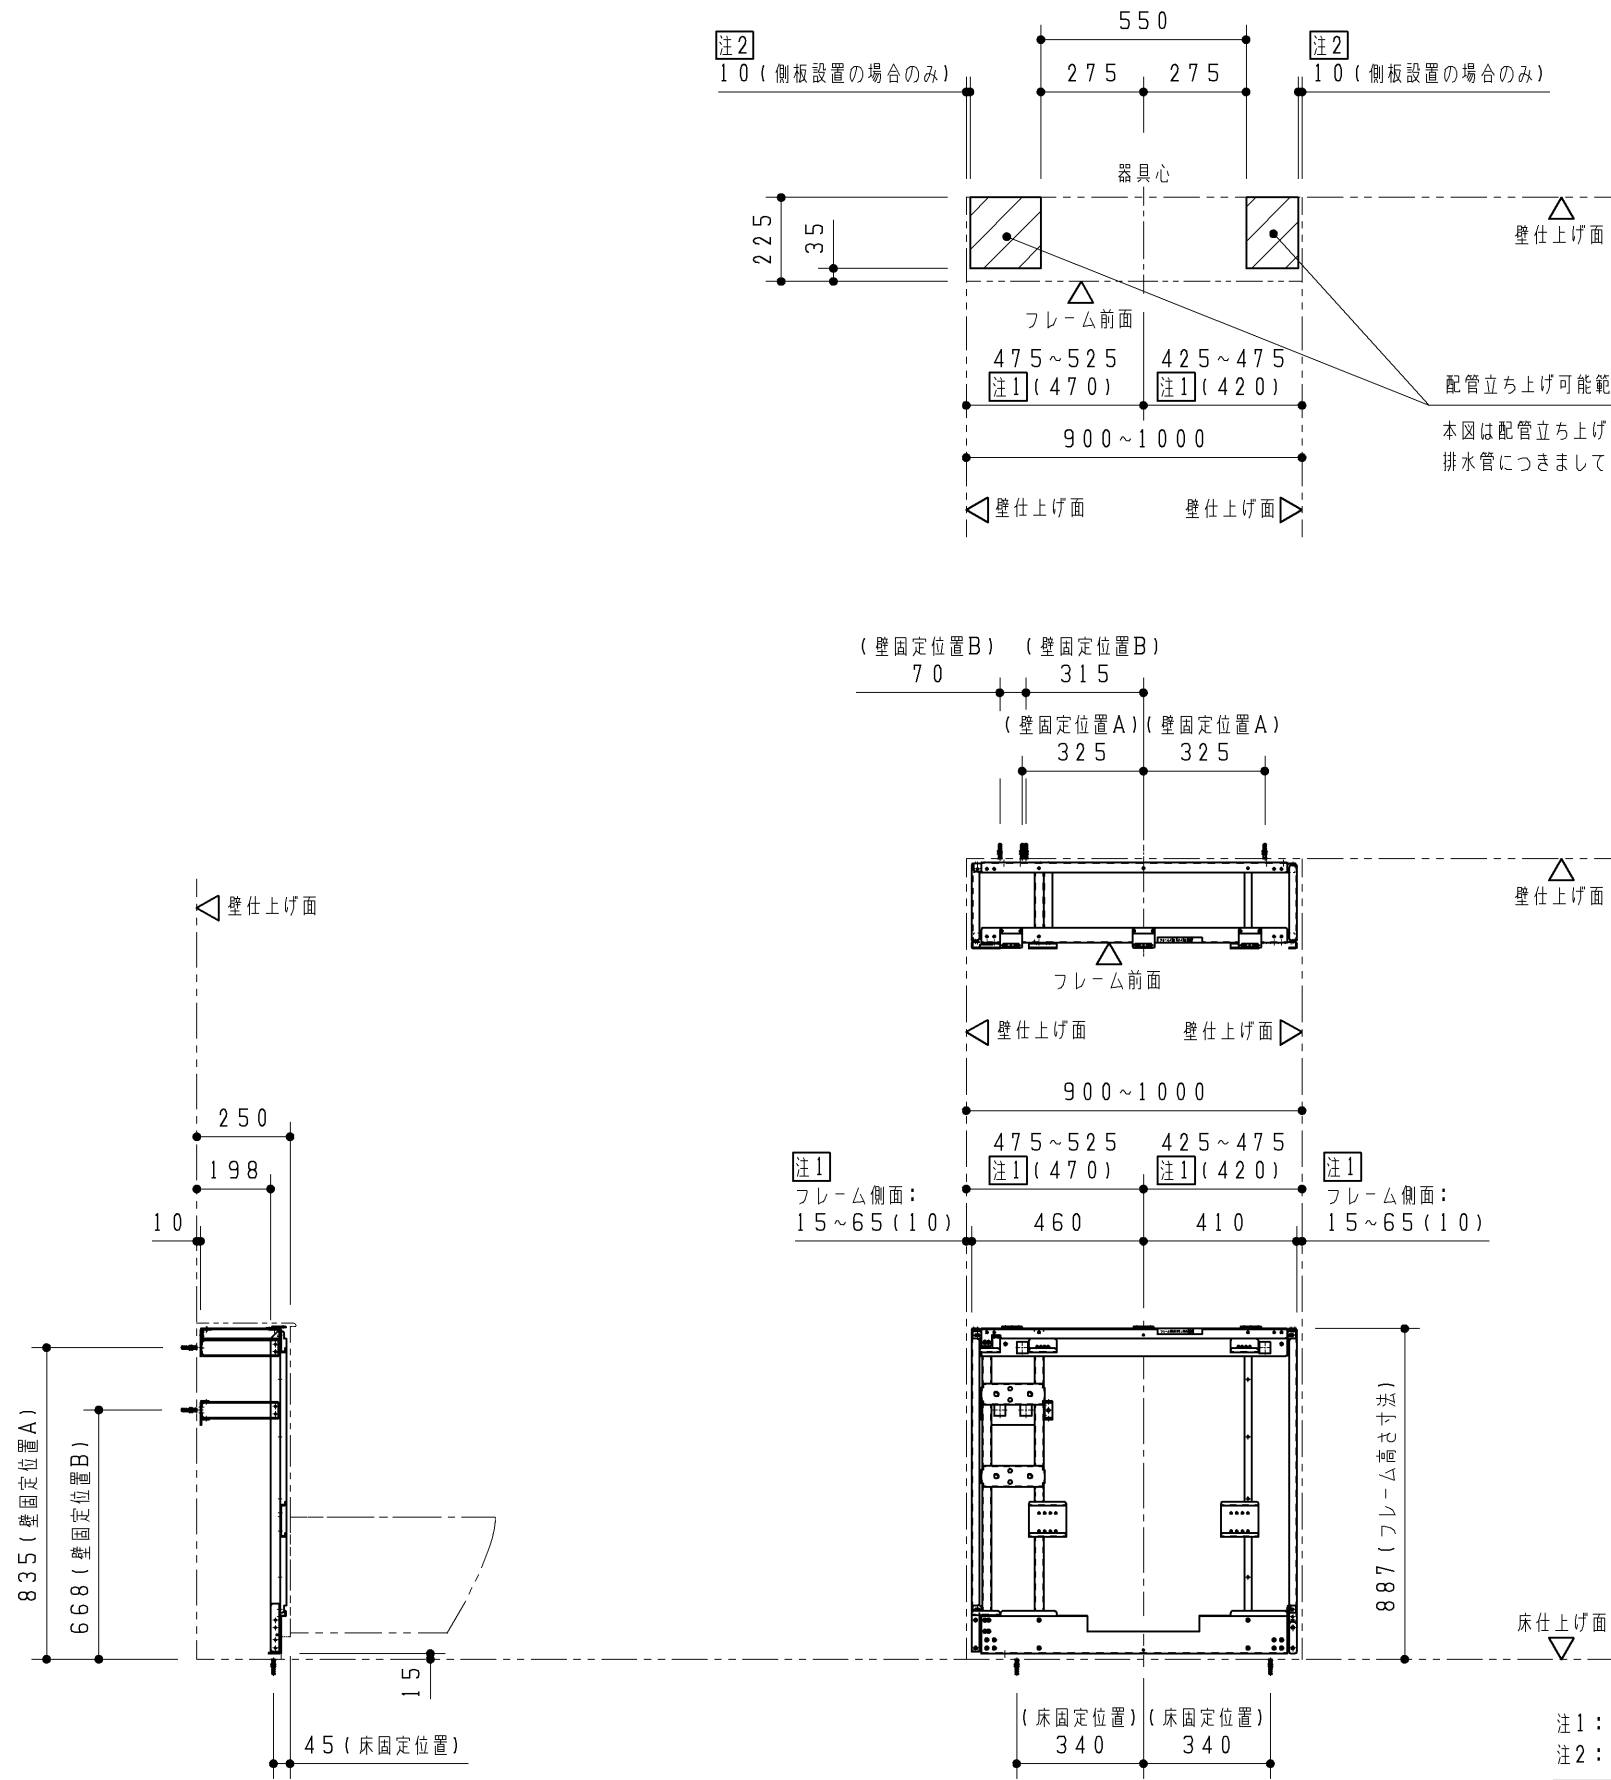 550
注2
10(側板設置の場合のみ)
275
275
注2
10(側板設置の場合のみ)
器具心
225
35
壁仕上げ面
フレーム前面
475~525
注1(470)
425~475
注1(420)
配管立ち上げ可能範
900~1000
本図は配管立ち上げ
排水管につきまして
壁仕上げ面
壁仕上げ面
(壁固定位置B)
70
(壁固定位置B)
315
(壁固定位置A)
325
(壁固定位置A)
325
壁仕上げ面
壁仕上げ面
フレーム前面
壁仕上げ面
壁仕上げ面
900~1000
250
198
10
475~525
注1(470)
425~475
注1(420)
注1
フレーム側面:
15~65(10)
460
410
注1
フレーム側面:
15~65(10)
835(壁固定位置A)
668(壁固定位置B)
887(フレーム高さ寸法)
床仕上げ面
15
45(床固定位置)
(床固定位置)
340
(床固定位置)
340
注1:
注2: